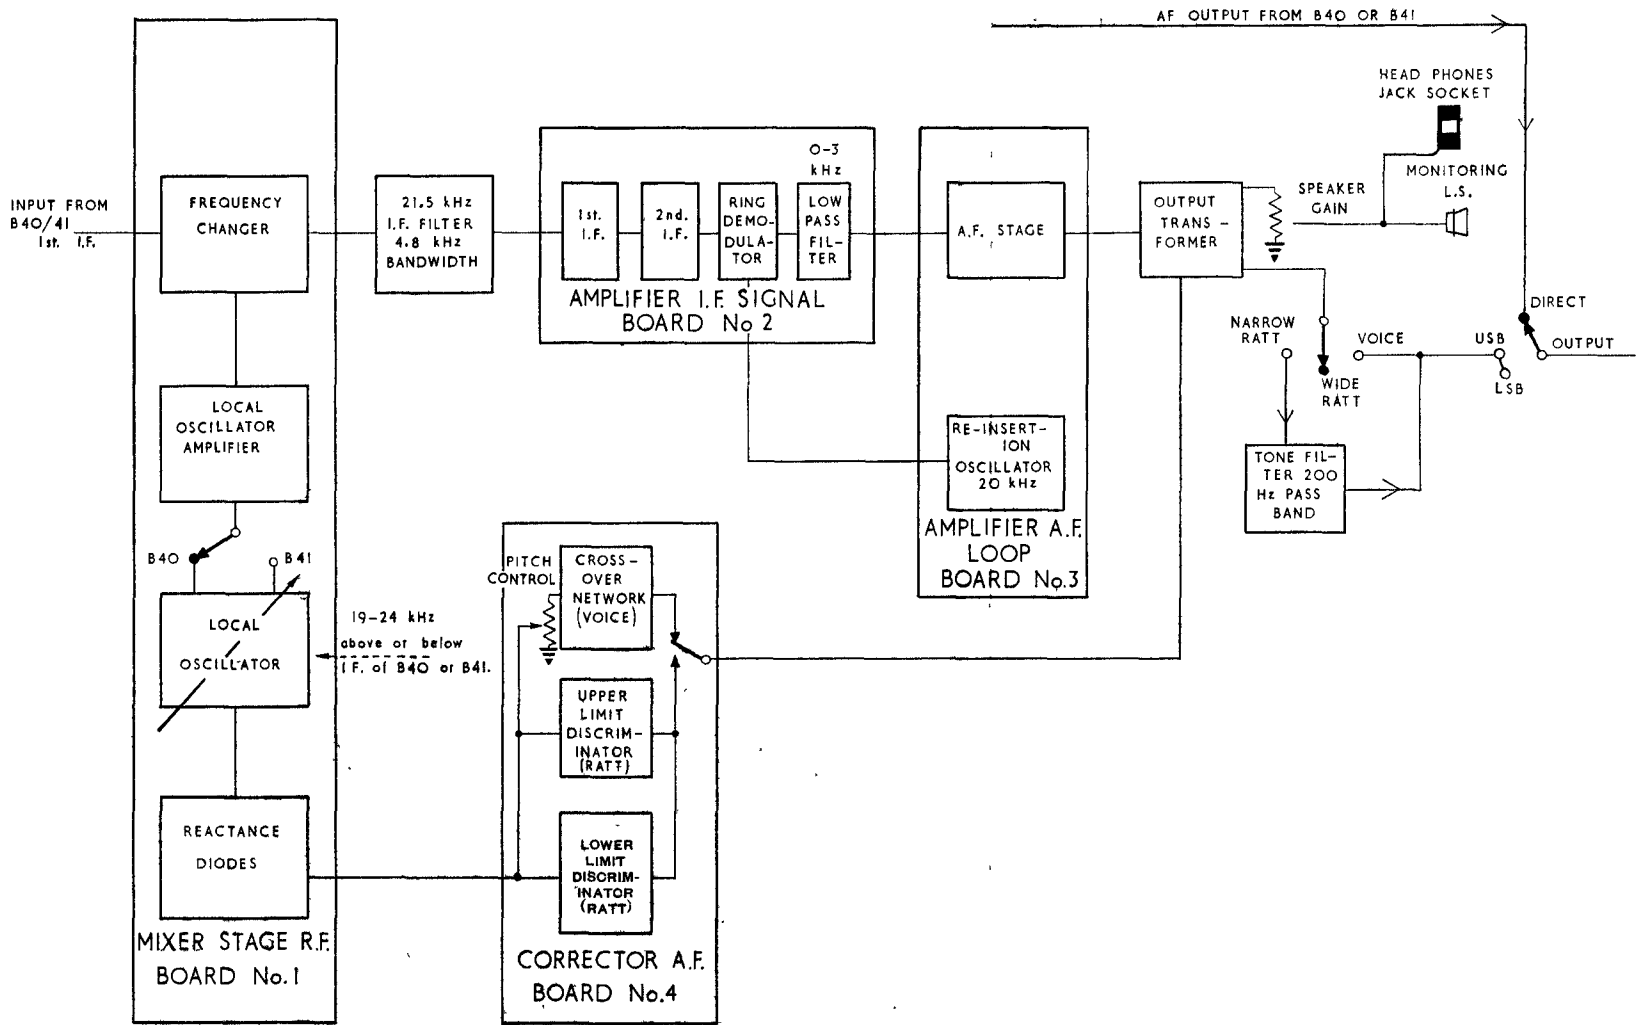 AF OUTPUT FROM B40 OR B41
HEAD PHONES
JACK SOCKET
MONITORING
L.S.
SPEAKER
GAIN
INPUT FROM
B40/41
1st. I.F.
FREQUENCY
CHANGER
21.5 kHz
I.F. FILTER
4.8 kHz
BANDWIDTH
0-3
kHz
1st.
I.F.
2nd.
I.F.
RING
DEMO-
DULA-
TOR
LOW
PASS
FIL-
TER
AMPLIFIER I.F. SIGNAL
BOARD No 2
A.F. STAGE
OUTPUT
TRANS-
FORMER
DIRECT
OUTPUT
USB
LSB
NARROW
RATT
VOICE
WIDE
RATT
TONE FIL-
TER 200
Hz PASS
BAND
LOCAL
OSCILLATOR
AMPLIFIER
RE-INSERT-
ION
OSCILLATOR
20 kHz
AMPLIFIER A.F.
LOOP
BOARD No.3
B40
B41
LOCAL
OSCILLATOR
19-24 kHz
above or below
I.F. of B40 or B41.
PITCH
CONTROL
CROSS-
OVER
NETWORK
(VOICE)
UPPER
LIMIT
DISCRIM-
INATOR
(RATT)
LOWER
LIMIT
DISCRIM-
INATOR
(RATT)
REACTANCE
DIODES
MIXER STAGE R.F.
BOARD No.1
CORRECTOR A.F.
BOARD No.4